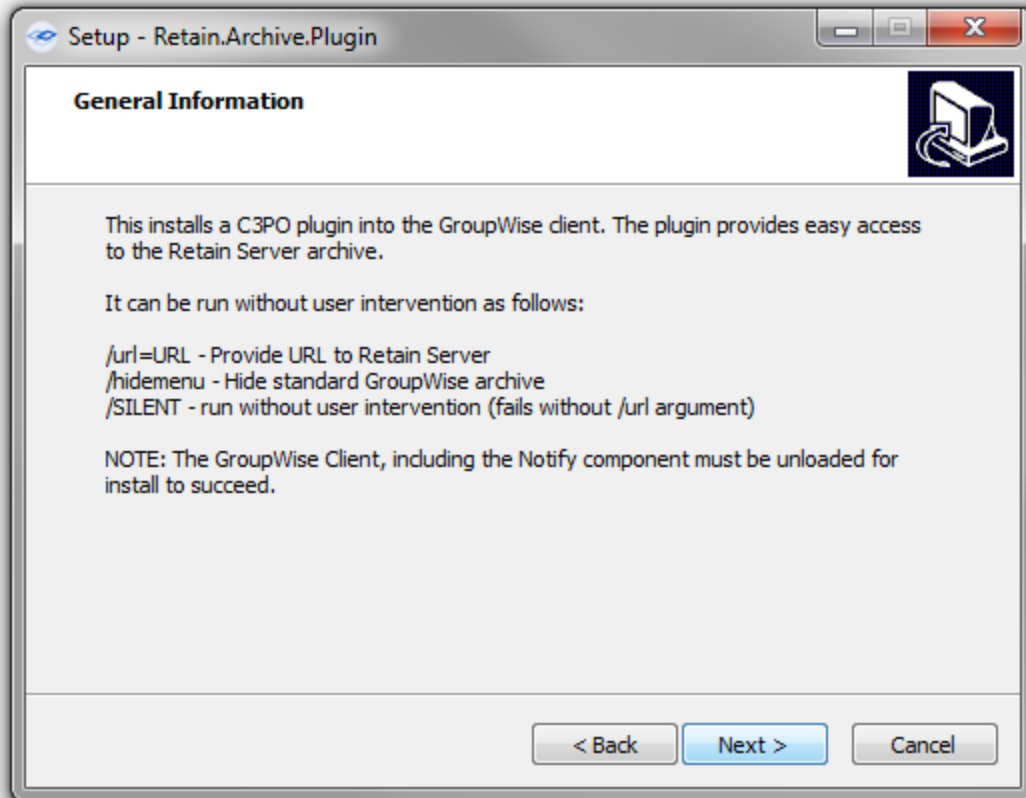 Setup - Retain.Archive.Plugin
General Information
This installs a C3PO plugin into the GroupWise client. The plugin provides easy access
to the Retain Server archive.
It can be run without user intervention as follows:
/url=URL - Provide URL to Retain Server
/hidemenu - Hide standard GroupWise archive
/SILENT - run without user intervention (fails without /url argument)
NOTE: The GroupWise Client, including the Notify component must be unloaded for
install to succeed.
< Back Next > Cancel